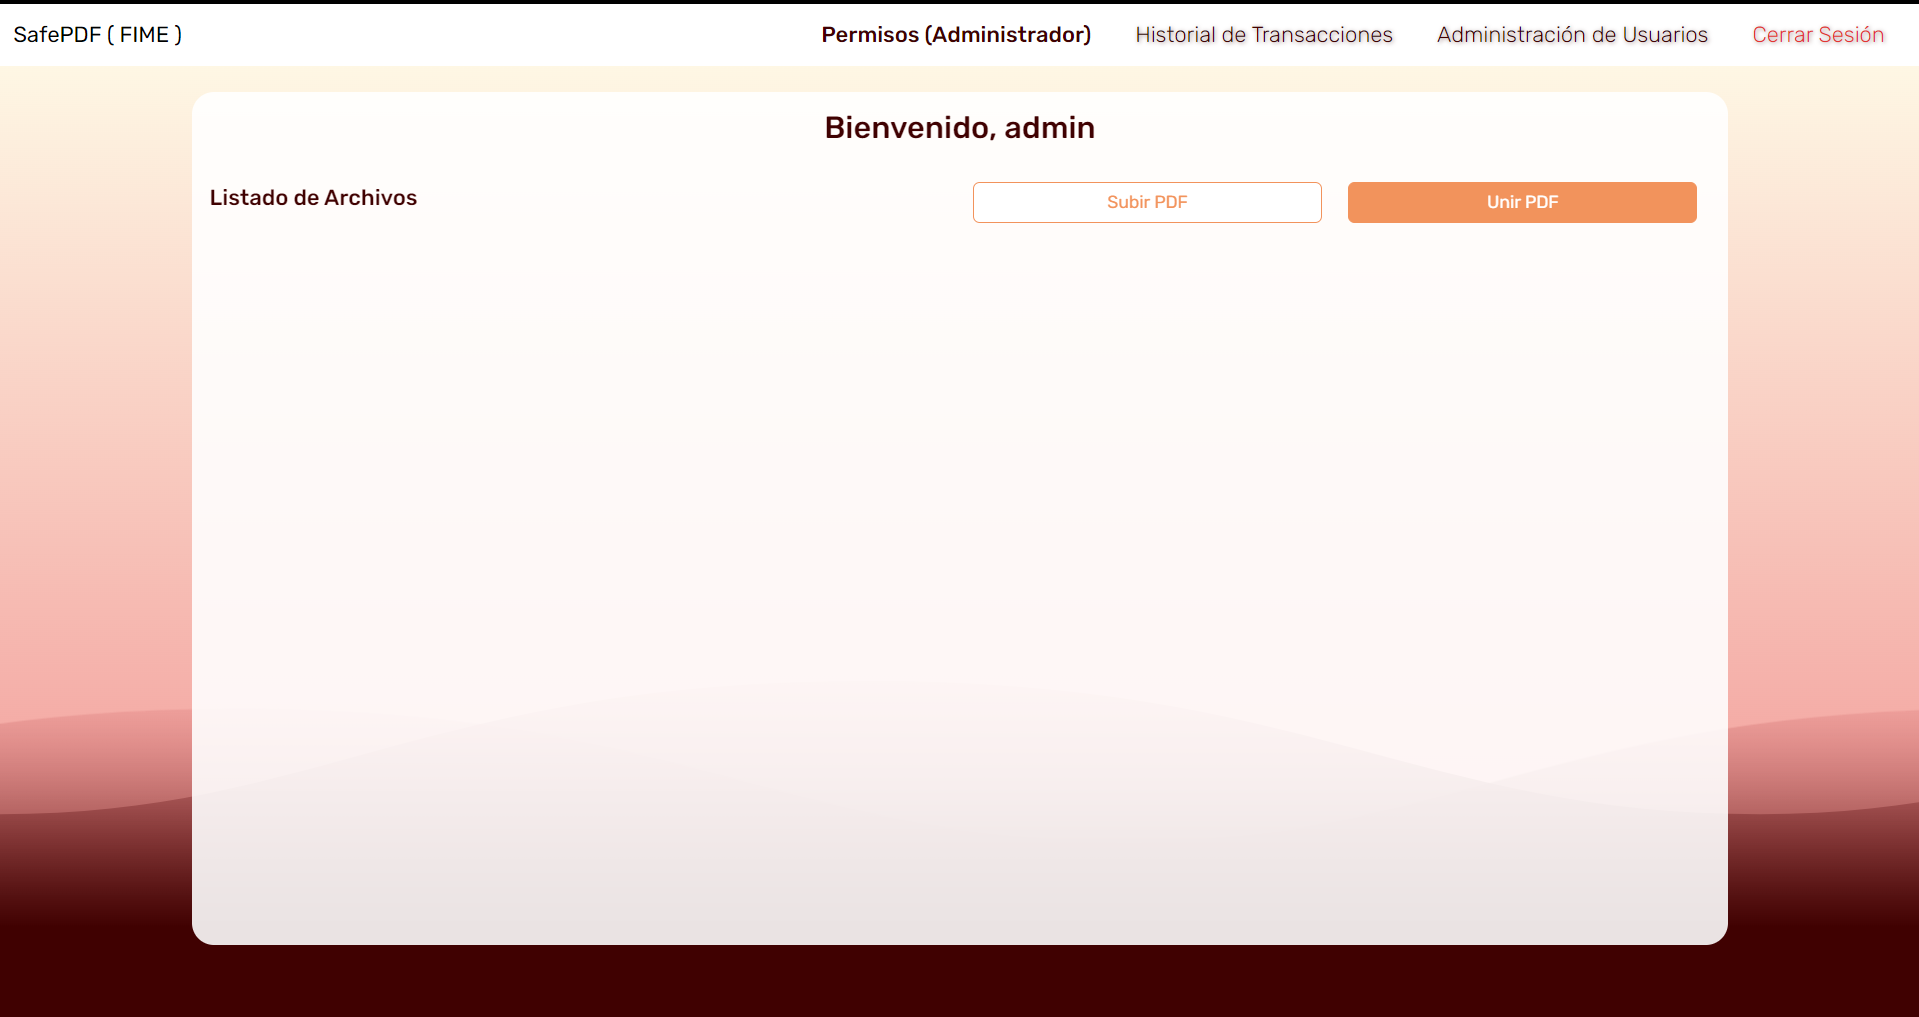 SafePDF ( FIME )
Permisos (Administrador)
Historial de Transacciones
Administración de Usuarios
Cerrar Sesión
Bienvenido, admin
Listado de Archivos
Subir PDF
Unir PDF